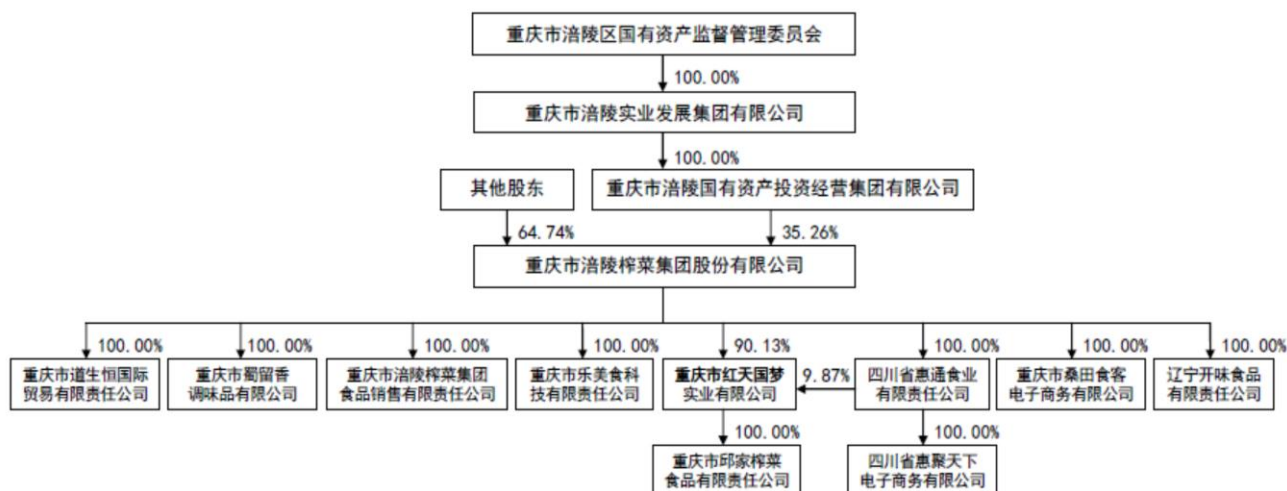 重庆市涪陵区国有资产监督管理委员会
100.00%
重庆市涪陵实业发展集团有限公司
100.00%
其他股东
重庆市涪陵国有资产投资经营集团有限公司
64.74%
35.26%
重庆市涪陵榨菜集团股份有限公司
100.00%
100.00%
100.00%
100.00%
90.13%
100.00%
100.00%
100.00%
重庆市道生恒国际
贸易有限责任公司
重庆市蜀留香
调味品有限公司
重庆市涪陵榨菜集团
食品销售有限责任公司
重庆市乐美食科
技有限责任公司
重庆市红天国梦
实业有限公司
9.87%
四川省惠通食业
有限责任公司
重庆市桑田食客
电子商务有限公司
辽宁开味食品
有限责任公司
100.00%
100.00%
重庆市邱家榨菜
食品有限责任公司
四川省惠聚天下
电子商务有限公司